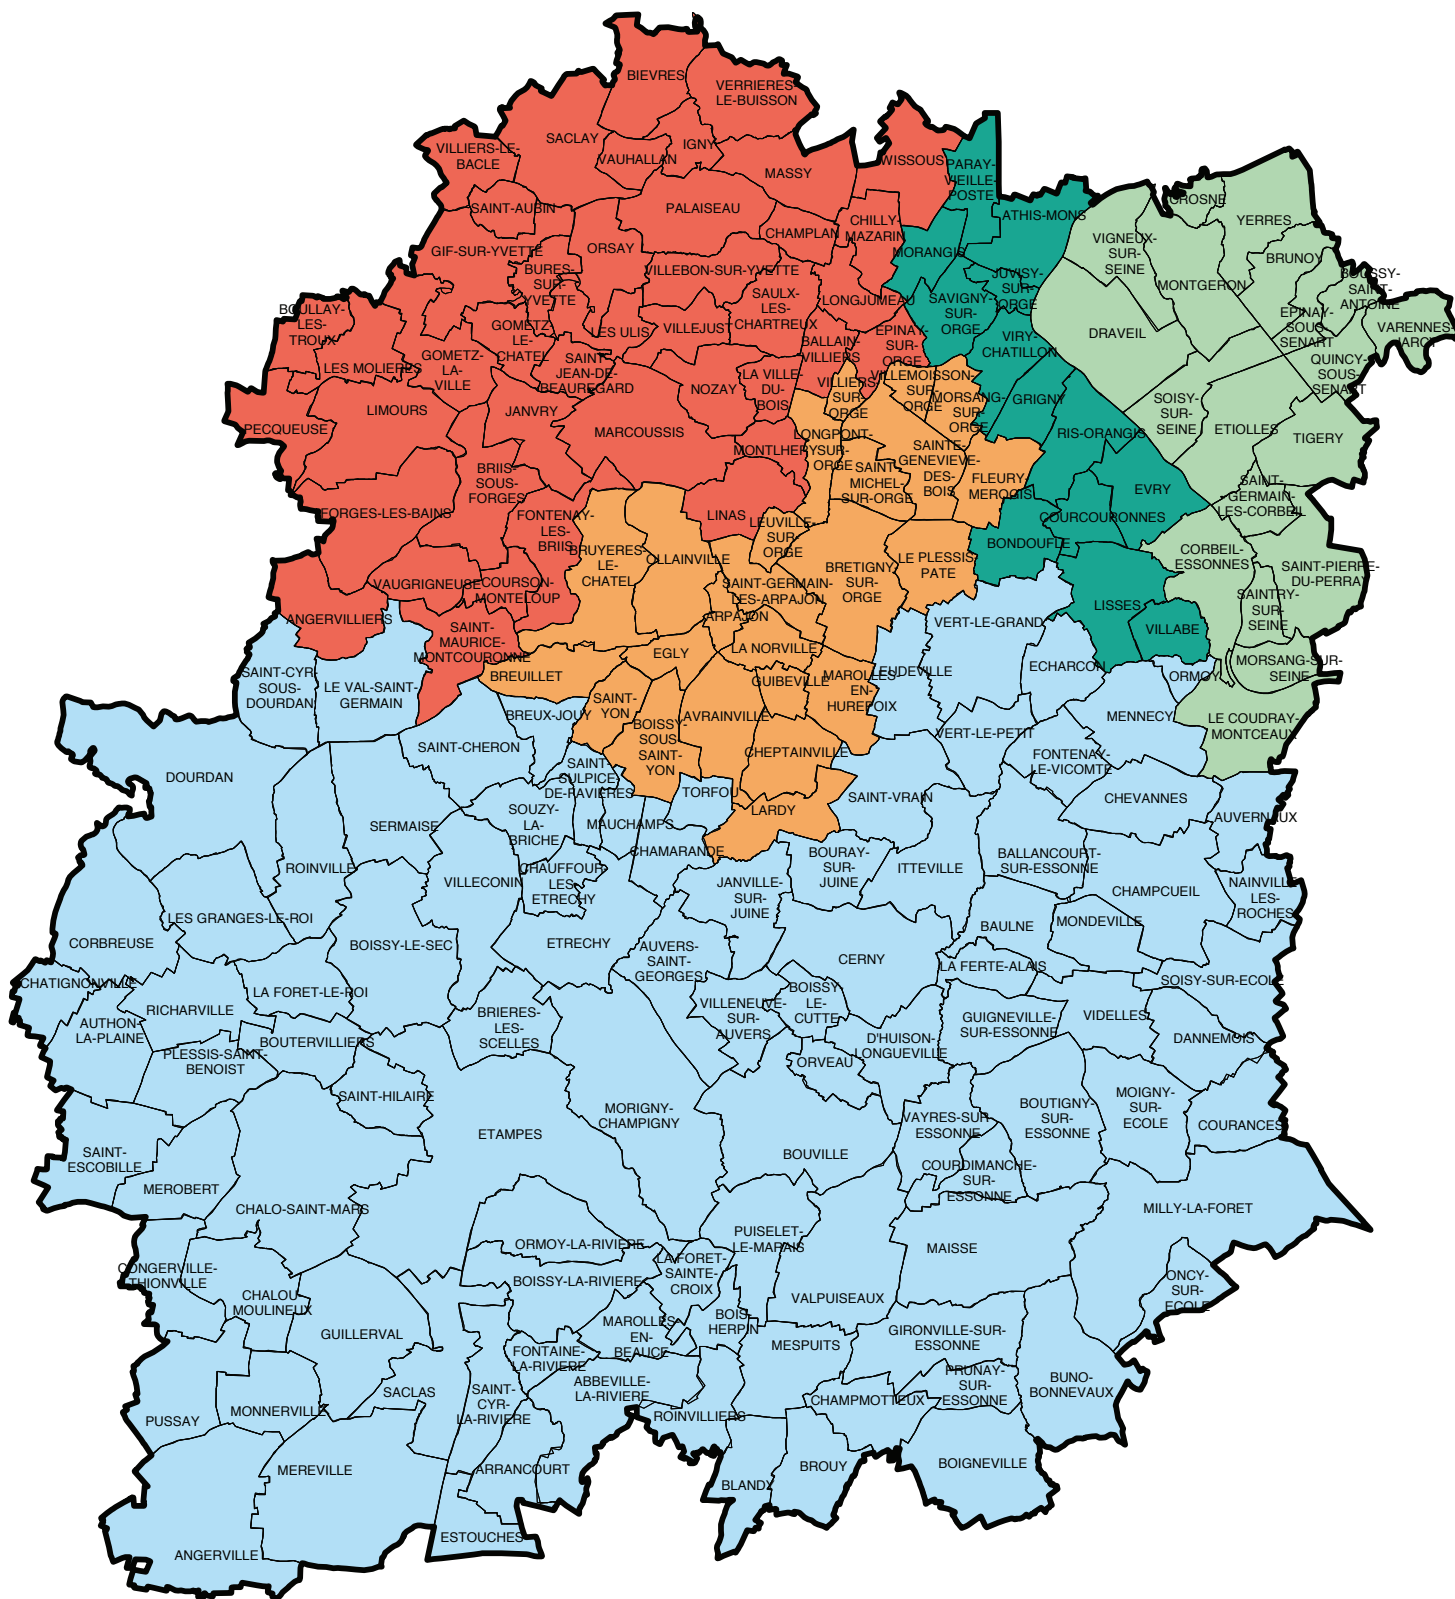 BIEVRES
VERRIERES-
LE-BUISSON
SACLAY
VILLIERS-LE-
BACLE
VAUHALLAN
IGNY
MASSY
WISSOUS
PARAY-
VIEILLE-
POSTE
SAINT-AUBIN
PALAISEAU
CHAMPLAN
CHILLY-
MAZARIN
ATHIS-MONS
CROSNE
YERRES
VIGNEUX-
SUR-
SEINE
BRUNOY
MONTGERON
BOUSSY-
SAINT-
ANTOINE
EPINAY-
SOUS-
SENART
VARENNES-
JARCY
QUINCY-
SOUS-
SENART
GIF-SUR-YVETTE
ORSAY
BURES-
SUR-
YVETTE
VILLEBON-SUR-YVETTE
MORANGIS
JUVISY-
SUR-
ORGE
SAVIGNY-
SUR-
ORGE
LONGJUMEAU
SAULX-
LES-
CHARTREUX
BOULLAY-
LES-
TROUX
LES MOLIERES
GOMETZ-
LE-
CHATEL
GOMETZ-
LA-
VILLE
LES ULIS
VILLEJUST
BALLAIN-
VILLIERS
EPINAY-
SUR-
ORGE
VIRY-
CHATILLON
DRAVEIL
SAINT-
JEAN-DE-
BEAUREGARD
NOZAY
LA VILLE-
DU-
BOIS
VILLIERS-
SUR-
ORGE
VILLEMOISSON-
SUR-
ORGE
MORSANG-
SUR-
ORGE
GRIGNY
SOISY-
SUR-
SEINE
ETIOLLES
TIGERY
LIMOURS
JANVRY
PECQUEUSE
MARCOUSSIS
MONTLHERY
LONGPONT-
SUR-
ORGE
SAINTE-
GENEVIEVE-
DES-
BOIS
SAINT-
MICHEL-
SUR-ORGE
FLEURY-
MEROGIS
RIS-ORANGIS
EVRY
COURCOURONNES
BONDOUFLE
SAINT-
GERMAIN-
LES-CORBEIL
BRIIS-
SOUS-
FORGES
FORGES-LES-BAINS
FONTENAY-
LES-
BRIIS
LINAS
LEUVILLE-
SUR-
ORGE
BRUYERES-
LE-
CHATEL
OLLAINVILLE
BRETIGNY-
SUR-
ORGE
LE PLESSIS-
PATE
CORBEIL-
ESSONNES
SAINT-PIERRE-
DU-PERRAY
SAINTRY-
SUR-
SEINE
LISSES
VILLABE
VAUGRIGNEUSE
COURSON-
MONTELOUP
SAINT-GERMAIN-
LES-ARPAJON
ARPAJON
ANGERVILLIERS
SAINT-
MAURICE-
MONTCOURONNE
LA NORVILLE
EGLY
BREUILLET
VERT-LE-GRAND
ECHARCON
ORMOY
MORSANG-SUR-
SEINE
LE COUDRAY-
MONTCEAUX
SAINT-CYR-
SOUS-
DOURDAN
LE VAL-SAINT-
GERMAIN
GUIBEVILLE
MAROLLES-
EN-
HUREPOIX
LEUDEVILLE
MENNECY
BREUX-JOUY
SAINT-
YON
BOISSY-
SOUS-
SAINT-
YON
AVRAINVILLE
CHEPTAINVILLE
VERT-LE-PETIT
FONTENAY-
LE-VICOMTE
SAINT-CHERON
DOURDAN
SAINT-
SULPICE-
DE-FAVIERES
TORFOU
LARDY
SAINT-VRAIN
CHEVANNES
AUVERNAUX
SERMAISE
SOUZY-
LA-
BRICHE
MAUCHAMPS
CHAMARANDE
BOURAY-
SUR-
JUINE
ITTEVILLE
BALLANCOURT-
SUR-ESSONNE
CHAMPCUEIL
NAINVILLE-
LES-
ROCHES
ROINVILLE
VILLECONIN
CHAUFFOUR-
LES-
ETRECHY
JANVILLE-
SUR-
JUINE
LES GRANGES-LE-ROI
CORBREUSE
BOISSY-LE-SEC
ETRECHY
AUVERS-
SAINT-
GEORGES
CERNY
BAULNE
MONDEVILLE
LA FERTE-ALAIS
SOISY-SUR-ECOLE
CHATIGNONVILLE
LA FORET-LE-ROI
RICHARVILLE
AUTHON-
LA-PLAINE
BRIERES-
LES-
SCELLES
VILLENEUVE-
SUR-
AUVERS
BOISSY-
LE-
CUTTE
GUIGNEVILLE-
SUR-ESSONNE
VIDELLES
DANNEMOIS
PLESSIS-SAINT-
BENOIST
BOUTERVILLIERS
D'HUISON-
LONGUEVILLE
ORVEAU
SAINT-HILAIRE
ETAMPES
MORIGNY-
CHAMPIGNY
VAYRES-SUR-
ESSONNE
BOUTIGNY-
SUR-
ESSONNE
MOIGNY-
SUR-
ECOLE
COURANCES
SAINT-
ESCOBILLE
MEROBERT
BOUVILLE
COURDIMANCHE-
SUR-
ESSONNE
CHALO-SAINT-MARS
MILLY-LA-FORET
PUISELET-
LE-MARAIS
MAISSE
ORMOY-LA-RIVIERE
LA FORET-
SAINTE-
CROIX
CONGERVILLE-
THIONVILLE
BOISSY-LA-RIVIERE
ONCY-
SUR-
ECOLE
CHALOU-
MOULINEUX
VALPUISEAUX
GUILLERVAL
MAROLLES-
EN-
BEAUCE
BOIS-
HERPIN
MESPUITS
GIRONVILLE-SUR-
ESSONNE
FONTAINE-
LA-RIVIERE
ABBEVILLE-
LA-RIVIERE
PRUNAY-
SUR-
ESSONNE
BUNO-
BONNEVAUX
SACLAS
SAINT-
CYR-
LA-RIVIERE
CHAMPMOTTEUX
PUSSAY
MONNERVILLE
ROINVILLIERS
MEREVILLE
ARRANCOURT
BLANDY
BROUY
BOIGNEVILLE
ESTOUCHES
ANGERVILLE